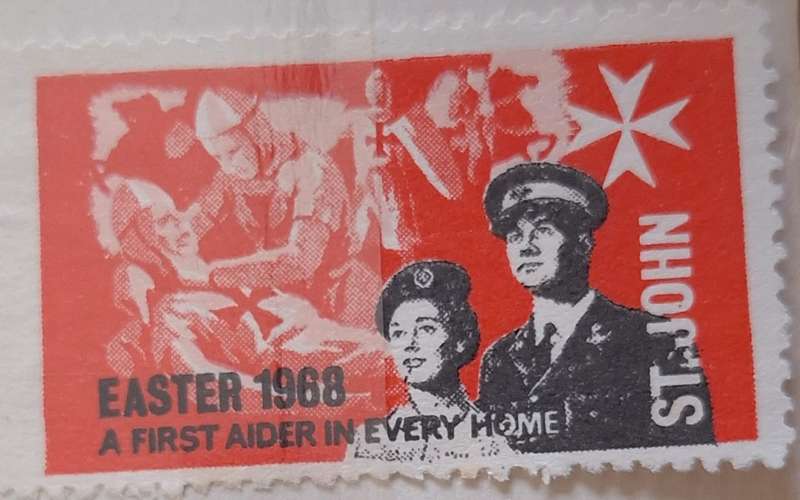 ST. JOHN
EASTER 1968
A FIRST AIDER IN EVERY HOME